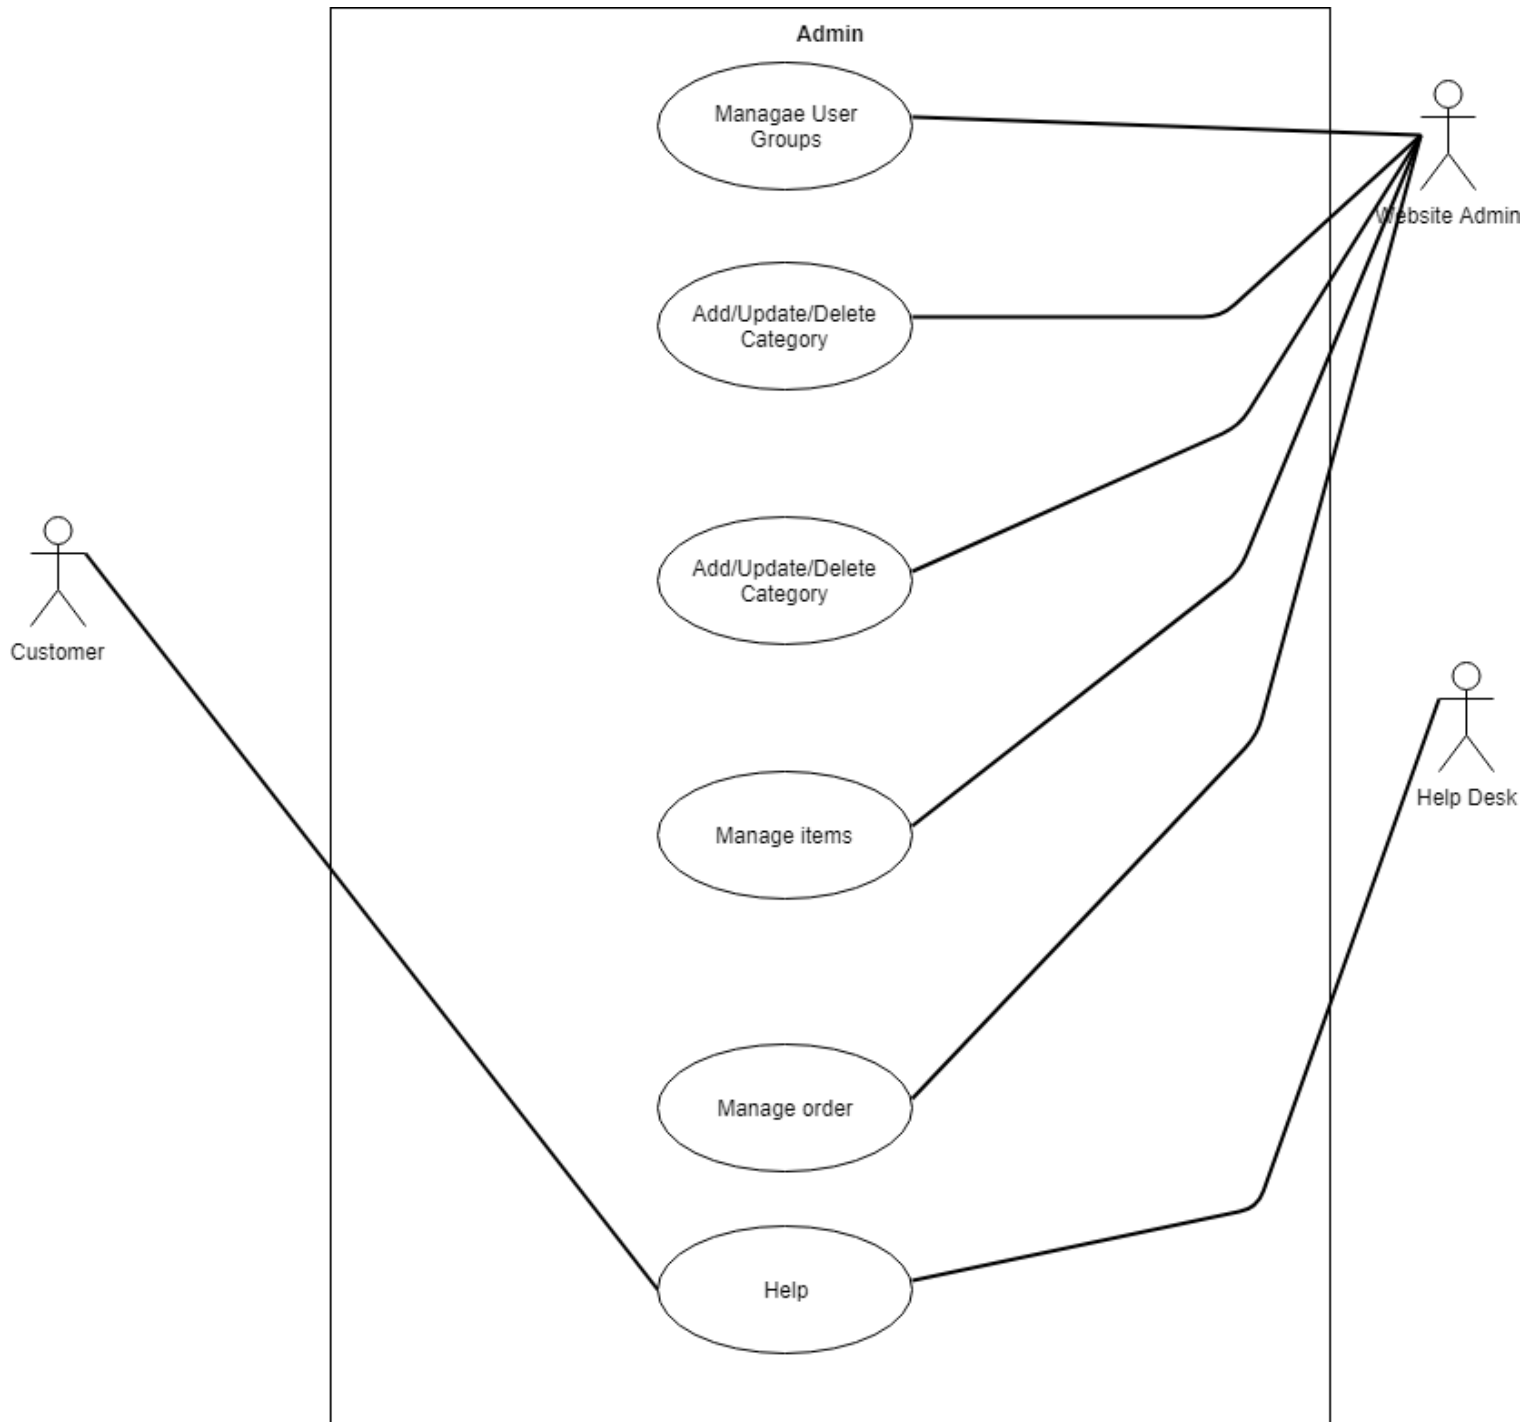 Admin
Managae User
Groups
Website Admin
Add/Update/Delete
Category
Add/Update/Delete
Category
Customer
Help Desk
Manage items
Manage order
Help